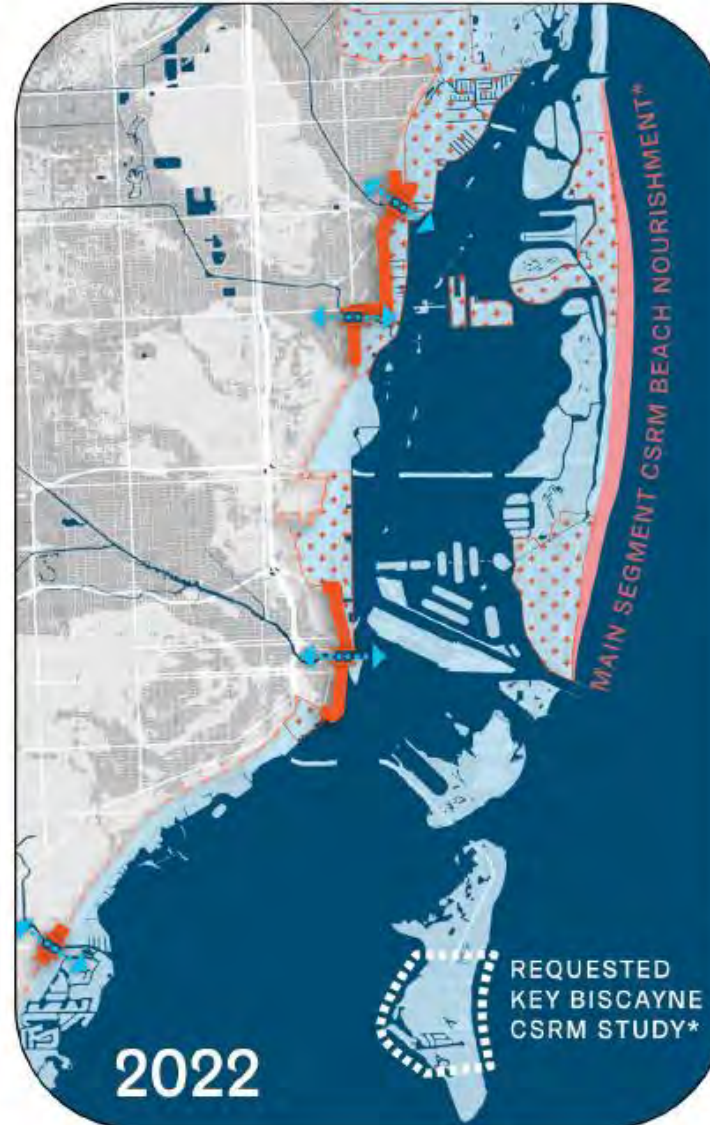 MAIN SEGMENT CSRM BEACH NOURISHMENT*
REQUESTED
KEY BISCAYNE
CSRM STUDY*
2022